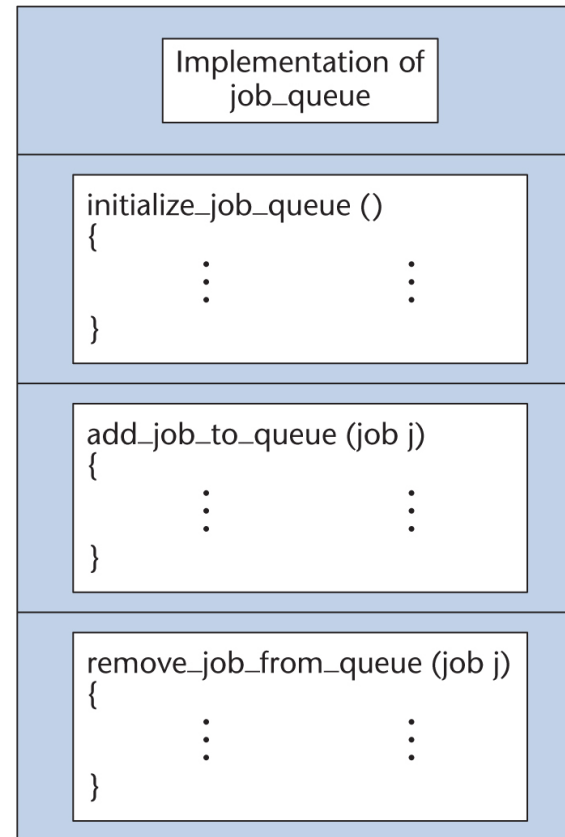 Implementation of
job_queue
initialize_job_queue ()
{
⋮ ⋮
}
add_job_to_queue (job j)
{
⋮ ⋮
}
remove_job_from_queue (job j)
{
⋮ ⋮
}